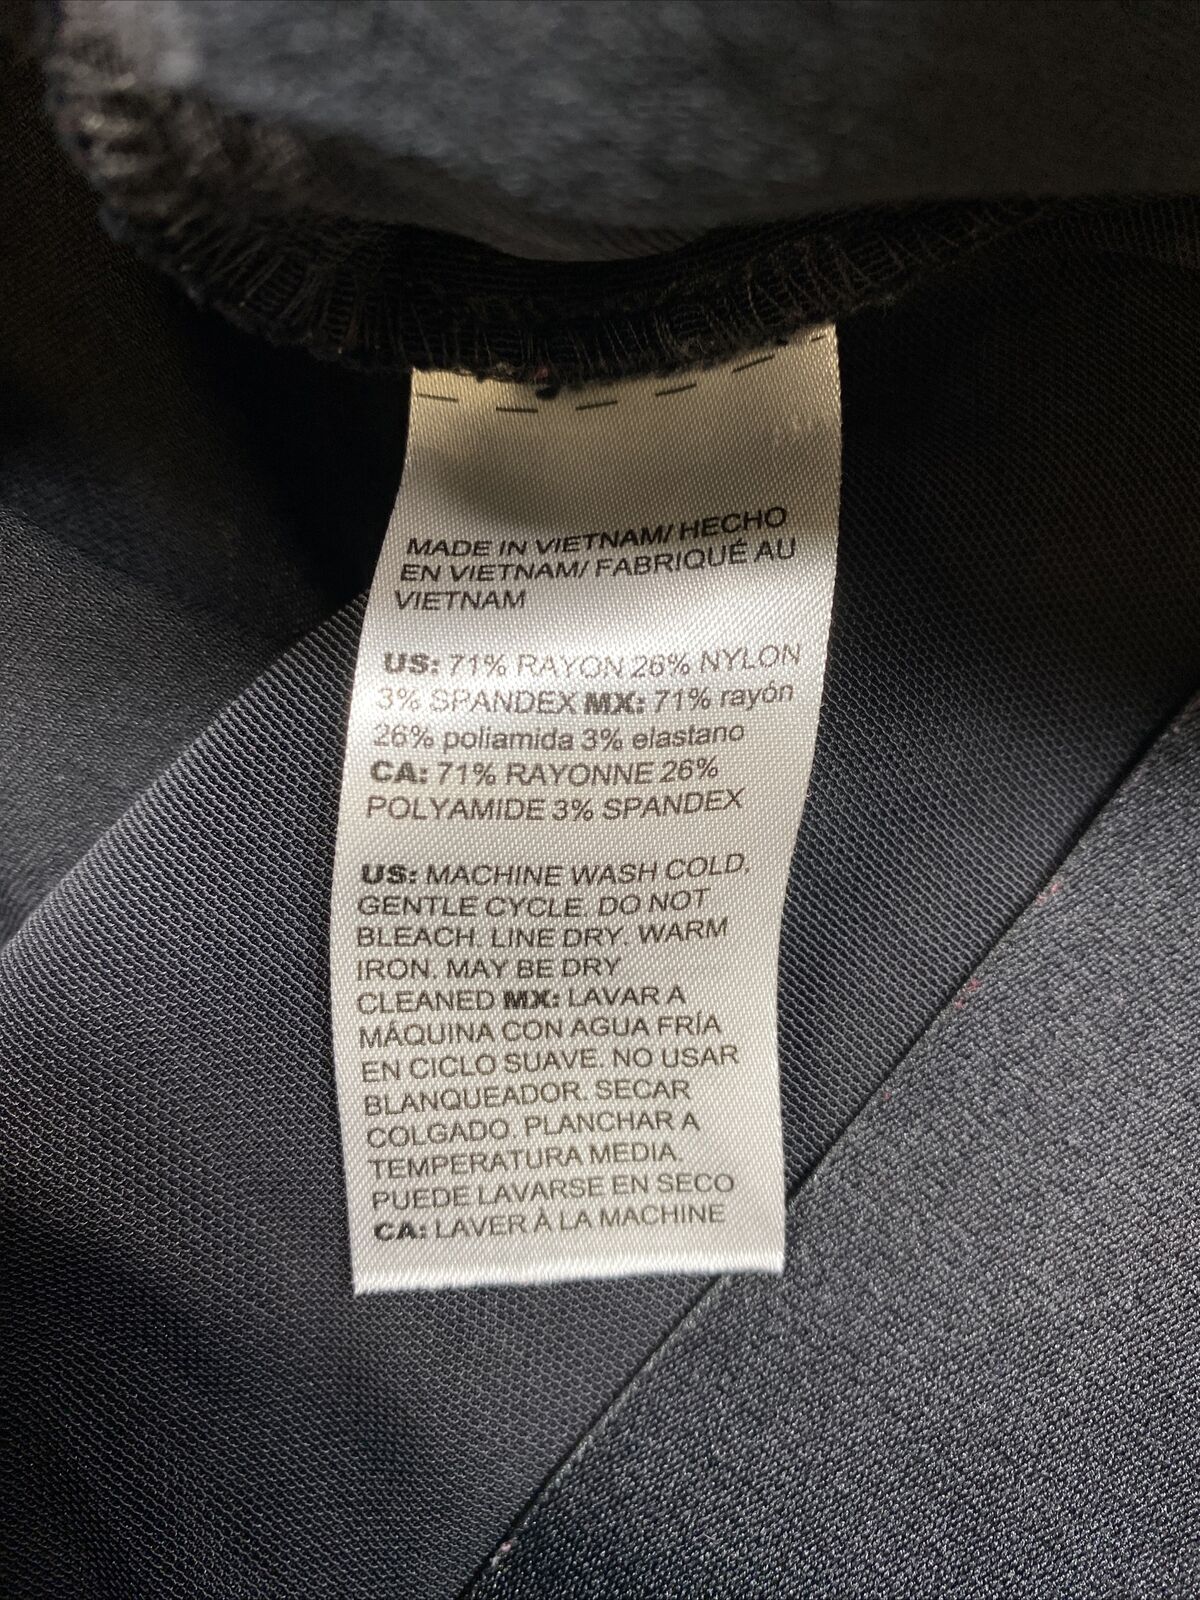 MADE IN VIETNAM/ HECHO
EN VIETNAM/ FABRIQUÉ AU
VIETNAM
US: 71% RAYON 26% NYLON
3% SPANDEX MX: 71% rayón
26% poliamida 3% elastano
CA: 71% RAYONNE 26%
POLYAMIDE 3% SPANDEX
US: MACHINE WASH COLD,
GENTLE CYCLE. DO NOT
BLEACH. LINE DRY. WARM
IRON. MAY BE DRY
CLEANED MX: LAVAR A
MÁQUINA CON AGUA FRÍA
EN CICLO SUAVE. NO USAR
BLANQUEADOR. SECAR
COLGADO. PLANCHAR A
TEMPERATURA MEDIA.
PUEDE LAVARSE EN SECO
CA: LAVER À LA MACHINE